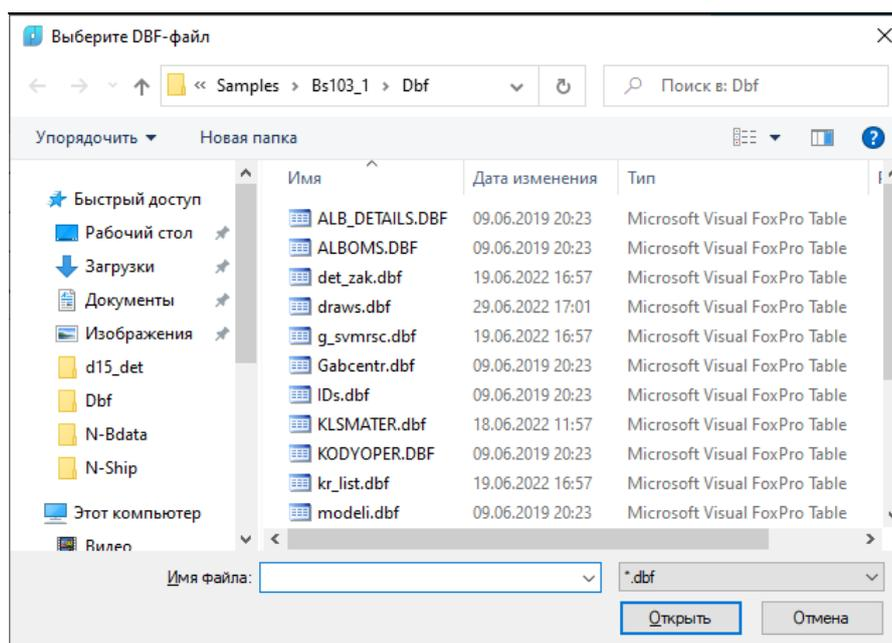 Выберите DBF-файл
« Samples > Bs103_1 > Dbf
Поиск в: Dbf
Упорядочить
Новая папка
Имя
Дата изменения
Тип
Быстрый доступ
Рабочий стол
Загрузки
Документы
Изображения
d15_det
Dbf
N-Bdata
N-Ship
Этот компьютер
Видео
ALB_DETAILS.DBF 09.06.2019 20:23 Microsoft Visual FoxPro Table
ALBOMS.DBF 09.06.2019 20:23 Microsoft Visual FoxPro Table
det_zak.dbf 19.06.2022 16:57 Microsoft Visual FoxPro Table
draws.dbf 29.06.2022 17:01 Microsoft Visual FoxPro Table
g_svmrsc.dbf 19.06.2022 16:57 Microsoft Visual FoxPro Table
Gabcentr.dbf 09.06.2019 20:23 Microsoft Visual FoxPro Table
IDs.dbf 09.06.2019 20:23 Microsoft Visual FoxPro Table
KLSMATER.dbf 18.06.2022 11:57 Microsoft Visual FoxPro Table
KODYOPER.DBF 09.06.2019 20:23 Microsoft Visual FoxPro Table
kr_list.dbf 19.06.2022 16:57 Microsoft Visual FoxPro Table
modeli.dbf 09.06.2019 20:23 Microsoft Visual FoxPro Table
Имя файла:
*.dbf
Открыть
Отмена